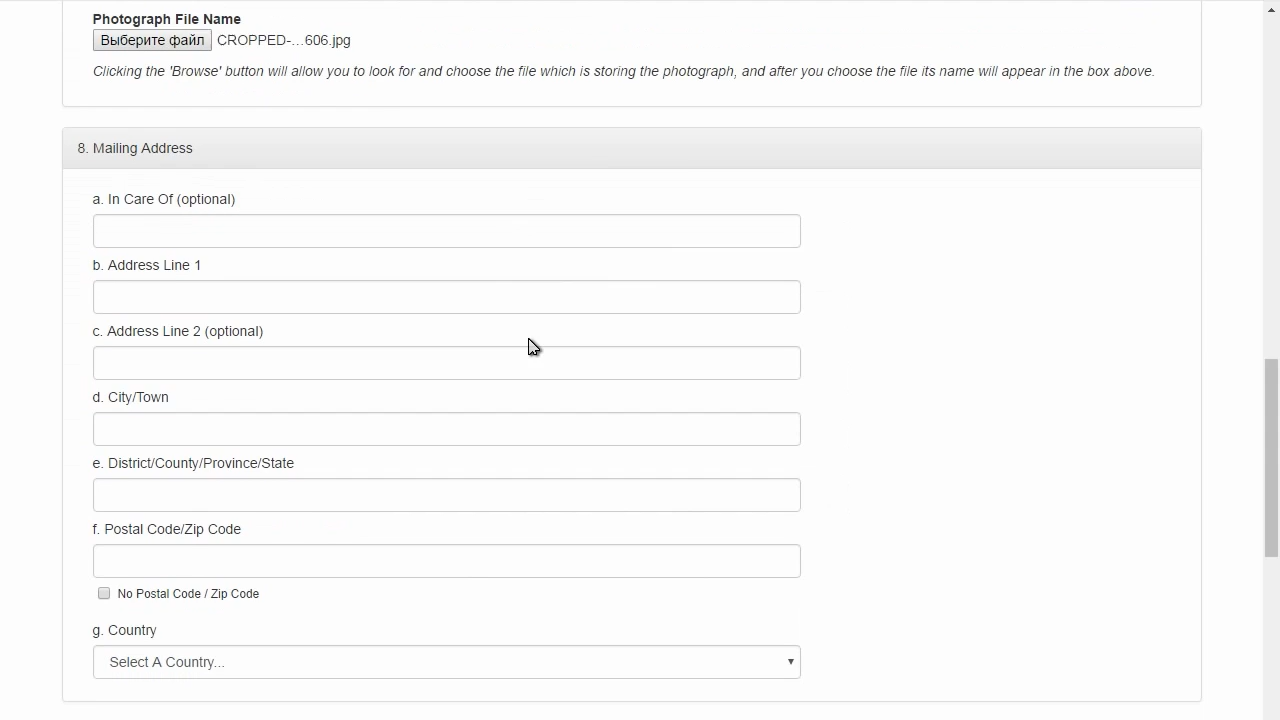 Photograph File Name
Выберите файл CROPPED-...606.jpg
Clicking the 'Browse' button will allow you to look for and choose the file which is storing the photograph, and after you choose the file its name will appear in the box above.
8. Mailing Address
a. In Care Of (optional)
b. Address Line 1
c. Address Line 2 (optional)
d. City/Town
e. District/County/Province/State
f. Postal Code/Zip Code
No Postal Code / Zip Code
g. Country
Select A Country...